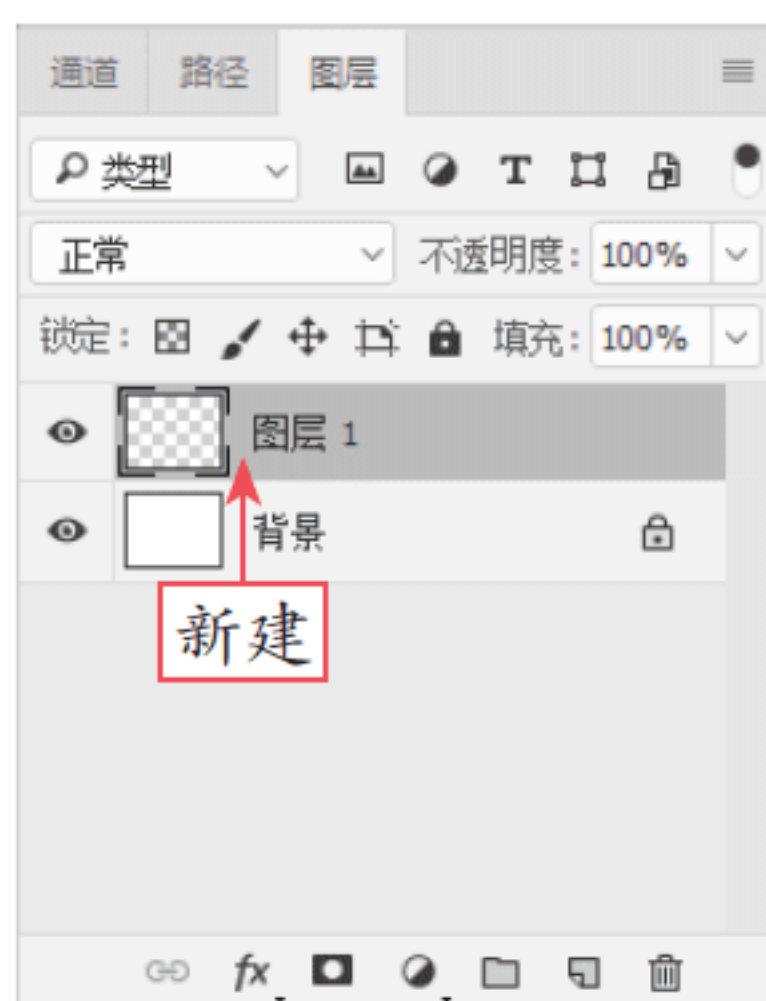 通道 路径 图层
类型 T
正常 不透明度: 100%
锁定: 填充: 100%
图层 1
背景
新建
fx